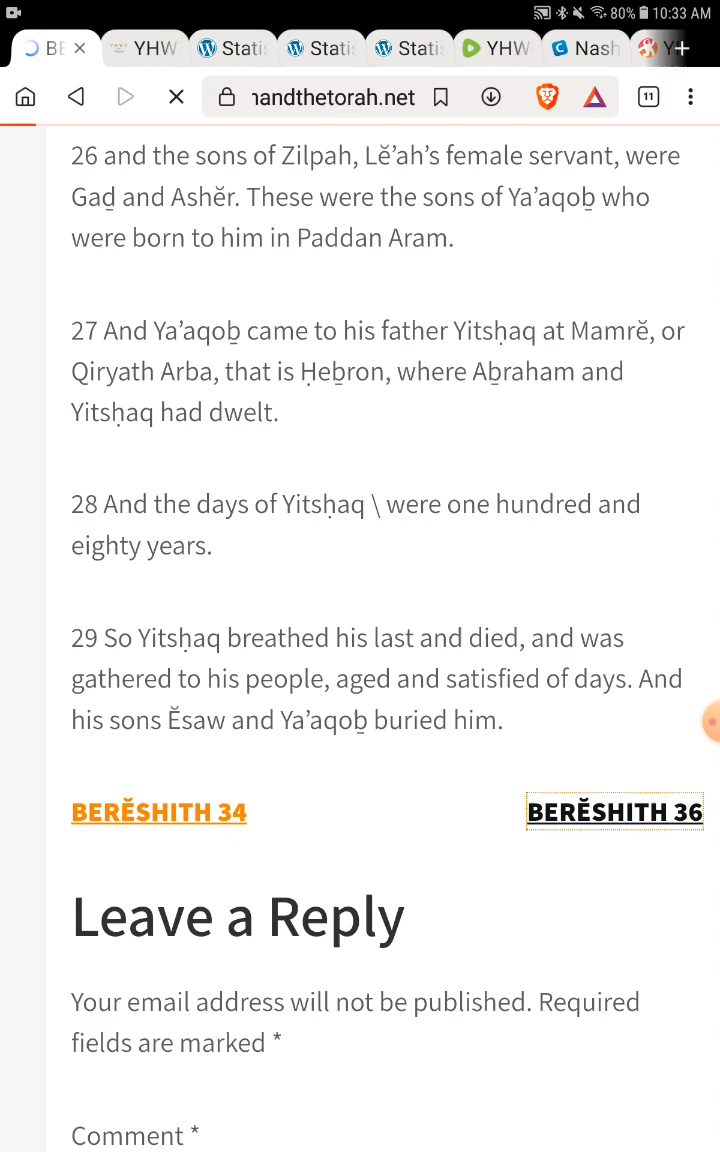 80% 10:33 AM
BE YHW Statis Statis Statis YHW Nash Y
handthetorah.net 11
26 and the sons of Zilpah, Lĕ’ah’s female servant, were
Gaḏ and Ashĕr. These were the sons of Ya’aqoḇ who
were born to him in Paddan Aram.
27 And Ya’aqoḇ came to his father Yitsḥaq at Mamrĕ, or
Qiryath Arba, that is Ḥeḇron, where Aḇraham and
Yitsḥaq had dwelt.
28 And the days of Yitsḥaq \ were one hundred and
eighty years.
29 So Yitsḥaq breathed his last and died, and was
gathered to his people, aged and satisfied of days. And
his sons Ĕsaw and Ya’aqoḇ buried him.
BERĔSHITH 34 BERĔSHITH 36
Leave a Reply
Your email address will not be published. Required
fields are marked *
Comment *